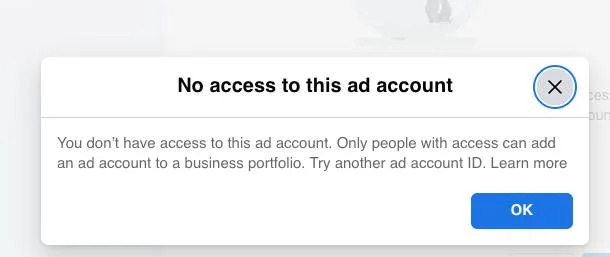 No access to this ad account
You don't have access to this ad account. Only people with access can add
an ad account to a business portfolio. Try another ad account ID. Learn more
OK